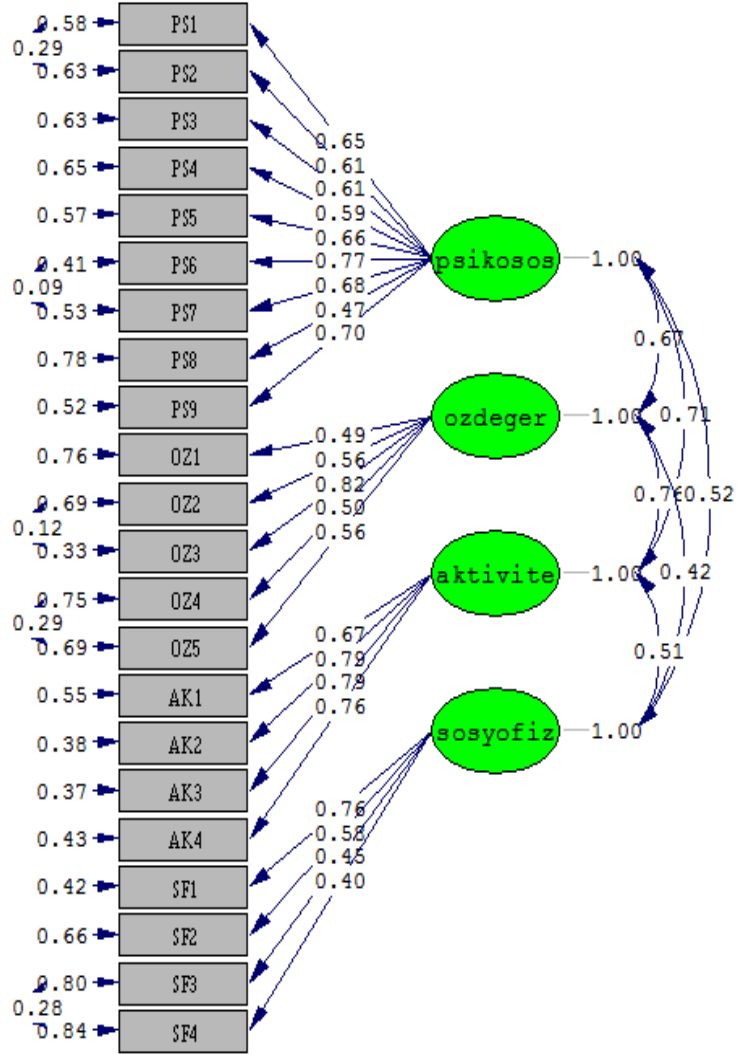 0.58 PS1
0.29
0.63 PS2
0.63 PS3
0.65 PS4
0.57 PS5
0.41 PS6
0.09
0.53 PS7
0.78 PS8
0.52 PS9
0.76 OZ1
0.69 OZ2
0.12
0.33 OZ3
0.75 OZ4
0.29
0.69 OZ5
0.55 AK1
0.38 AK2
0.37 AK3
0.43 AK4
0.42 SF1
0.66 SF2
0.80 SF3
0.28
0.84 SF4
0.65
0.61
0.61
0.59
0.66
0.77
0.68
0.47
0.70
0.49
0.56
0.82
0.50
0.56
0.67
0.79
0.79
0.76
0.76
0.58
0.45
0.40
psikosos 1.00
ozdeger 1.00
aktivite 1.00
sosyofiz 1.00
0.67
0.71
0.52
0.42
0.51